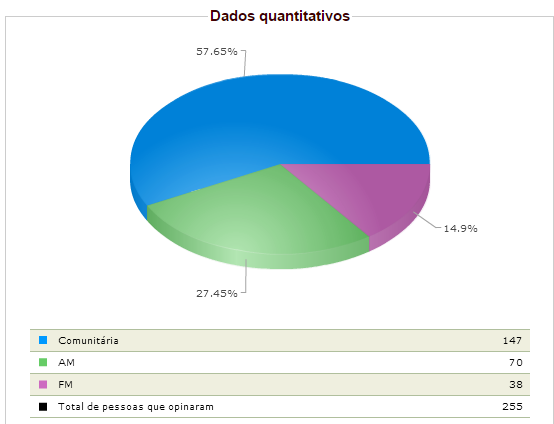 Dados quantitativos
57.65%
14.9%
27.45%
Comunitária 147
AM 70
FM 38
Total de pessoas que opinaram 255